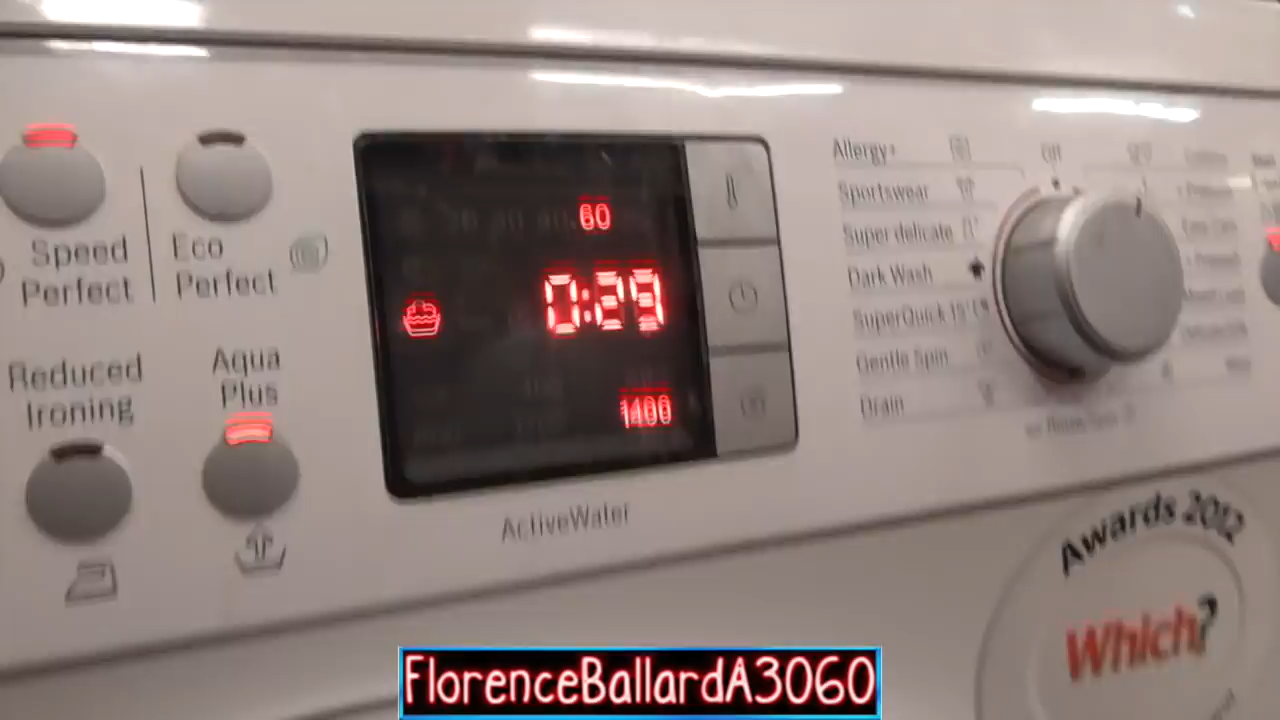 Speed
Perfect
Eco
Perfect
Reduced
Ironing
Aqua
Plus
60
0:29
1400
ActiveWater
Allergy+
Sportswear
Super delicate
Dark Wash
SuperQuick 15'
Gentle Spin
Drain
Off
Awards 2012
Which?
FlorenceBallardA3060